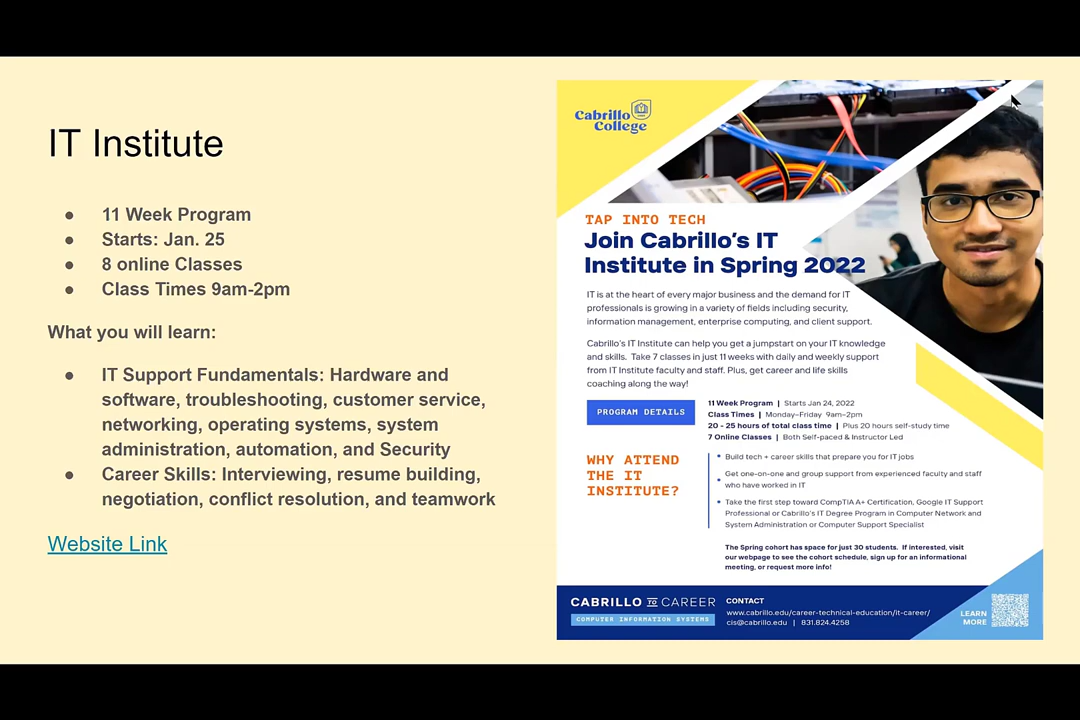 IT Institute
● 11 Week Program
● Starts: Jan. 25
● 8 online Classes
● Class Times 9am-2pm
What you will learn:
● IT Support Fundamentals: Hardware and
software, troubleshooting, customer service,
networking, operating systems, system
administration, automation, and Security
● Career Skills: Interviewing, resume building,
negotiation, conflict resolution, and teamwork
Website Link
Cabrillo
College
TAP INTO TECH
Join Cabrillo's IT
Institute in Spring 2022
IT is at the heart of every major business and the demand for IT
professionals is growing in a variety of fields including security,
information management, enterprise computing, and client support.
Cabrillo's IT Institute can help you get a jumpstart on your IT knowledge
and skills. Take 7 classes in just 11 weeks with daily and weekly support
from IT Institute faculty and staff. Plus, get career and life skills
coaching along the way!
PROGRAM DETAILS
11 Week Program | Starts Jan 24, 2022
Class Times | Monday–Friday 9am–2pm
20 - 25 hours of total class time | Plus 20 hours self-study time
7 Online Classes | Both Self-paced & Instructor Led
WHY ATTEND
THE IT
INSTITUTE?
• Build tech + career skills that prepare you for IT jobs
• Get one-on-one and group support from experienced faculty and staff
who have worked in IT
• Take the first step toward CompTIA A+ Certification, Google IT Support
Professional or Cabrillo's IT Degree Program in Computer Network and
System Administration or Computer Support Specialist
The Spring cohort has space for just 30 students. If interested, visit
our webpage to see the cohort schedule, sign up for an informational
meeting, or request more info!
CABRILLO TO CAREER
COMPUTER INFORMATION SYSTEMS
CONTACT
www.cabrillo.edu/career-technical-education/it-career/
cis@cabrillo.edu | 831.824.4258
LEARN
MORE